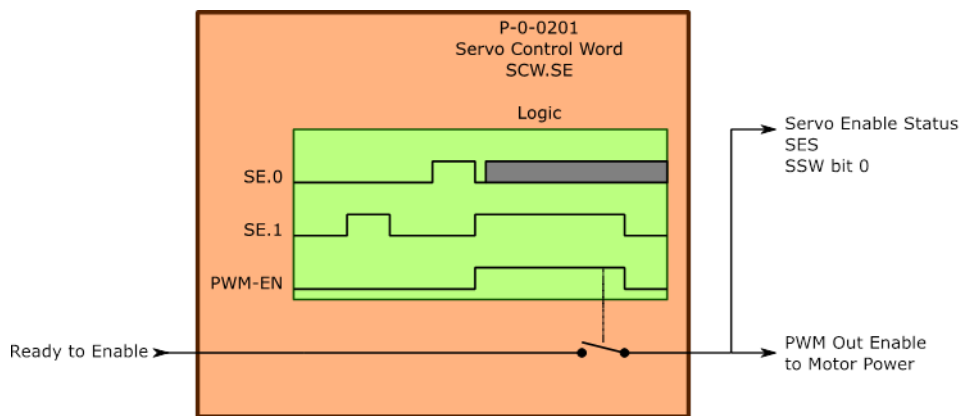 P-0-0201
Servo Control Word
SCW.SE
Logic
SE.0
SE.1
PWM-EN
Ready to Enable
Servo Enable Status
SES
SSW bit 0
PWM Out Enable
to Motor Power